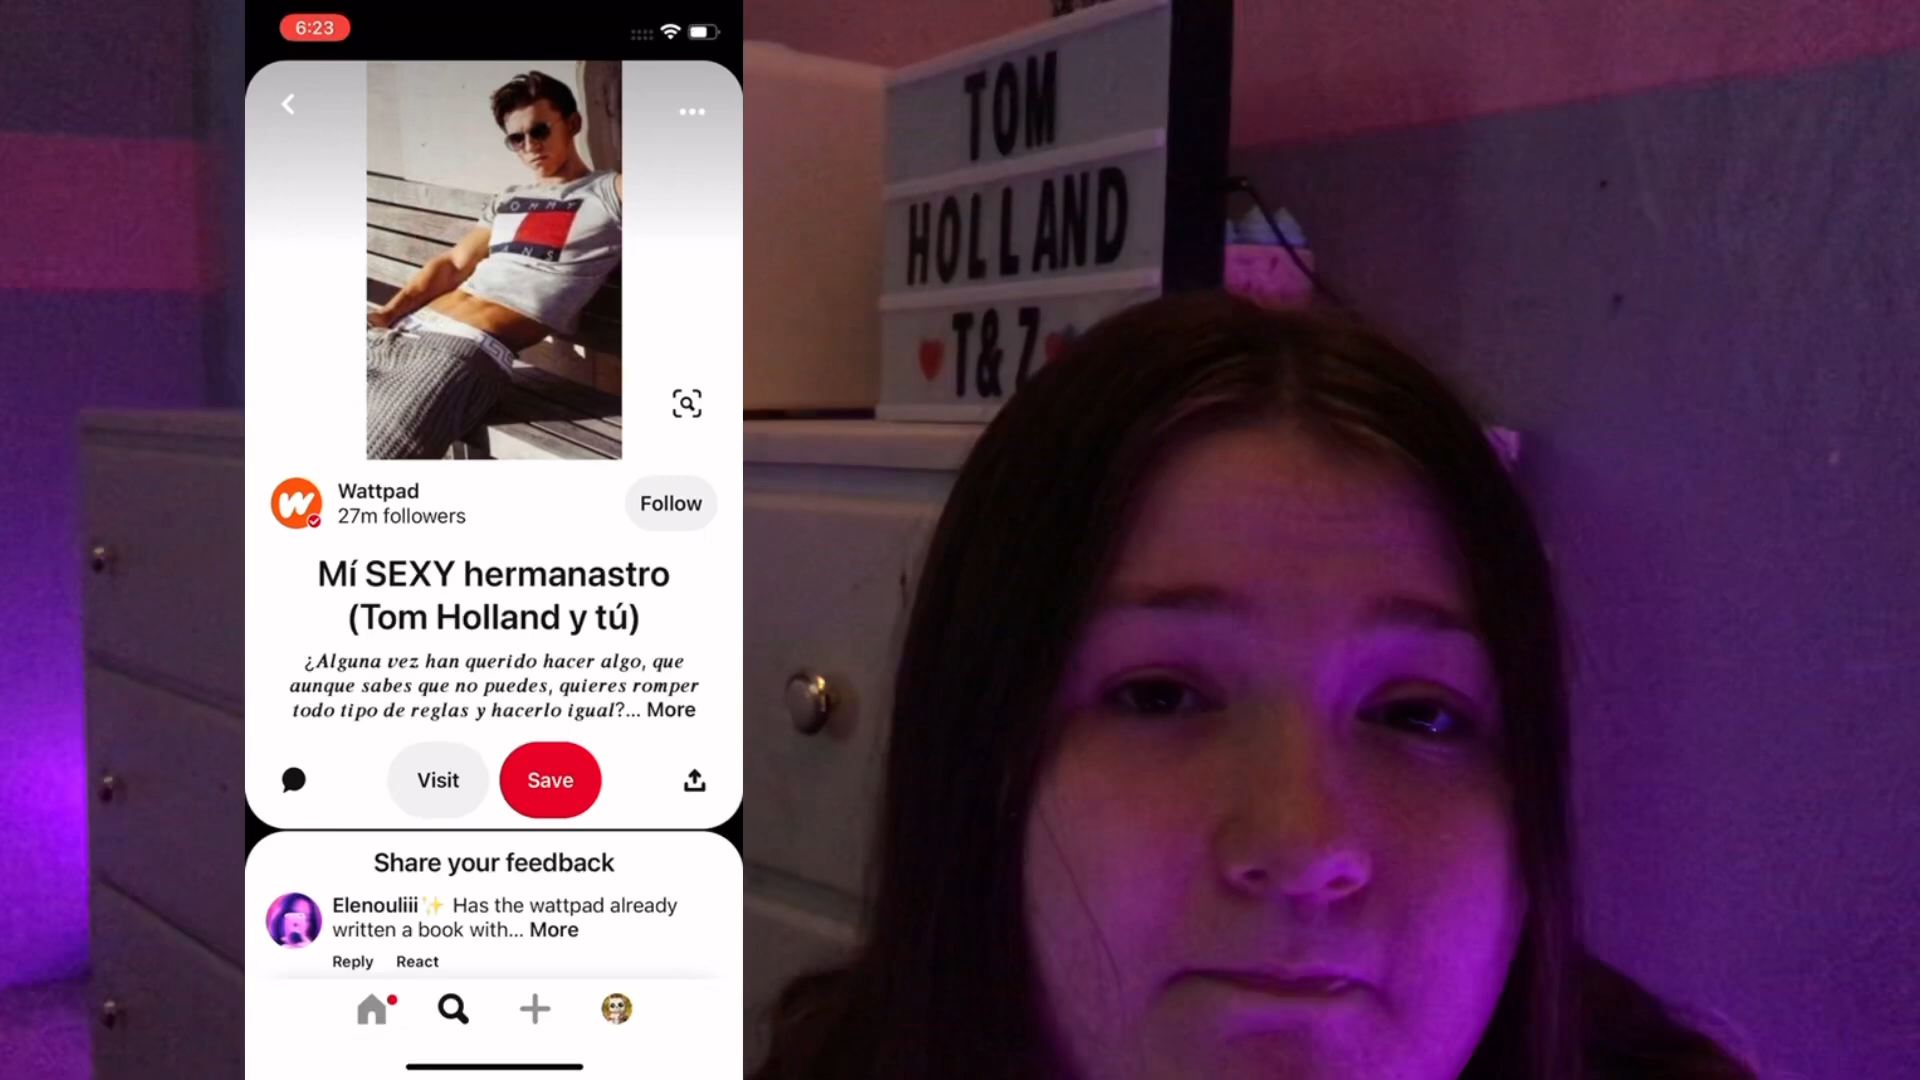 6:23
TOMMY
ANS
Wattpad
27m followers
Follow
Mí SEXY hermanastro
(Tom Holland y tú)
¿Alguna vez han querido hacer algo, que
aunque sabes que no puedes, quieres romper
todo tipo de reglas y hacerlo igual?... More
Visit
Save
Share your feedback
Elenouliii✨ Has the wattpad already
written a book with... More
Reply React
TOM
HOLLAND
❤T&Z❤